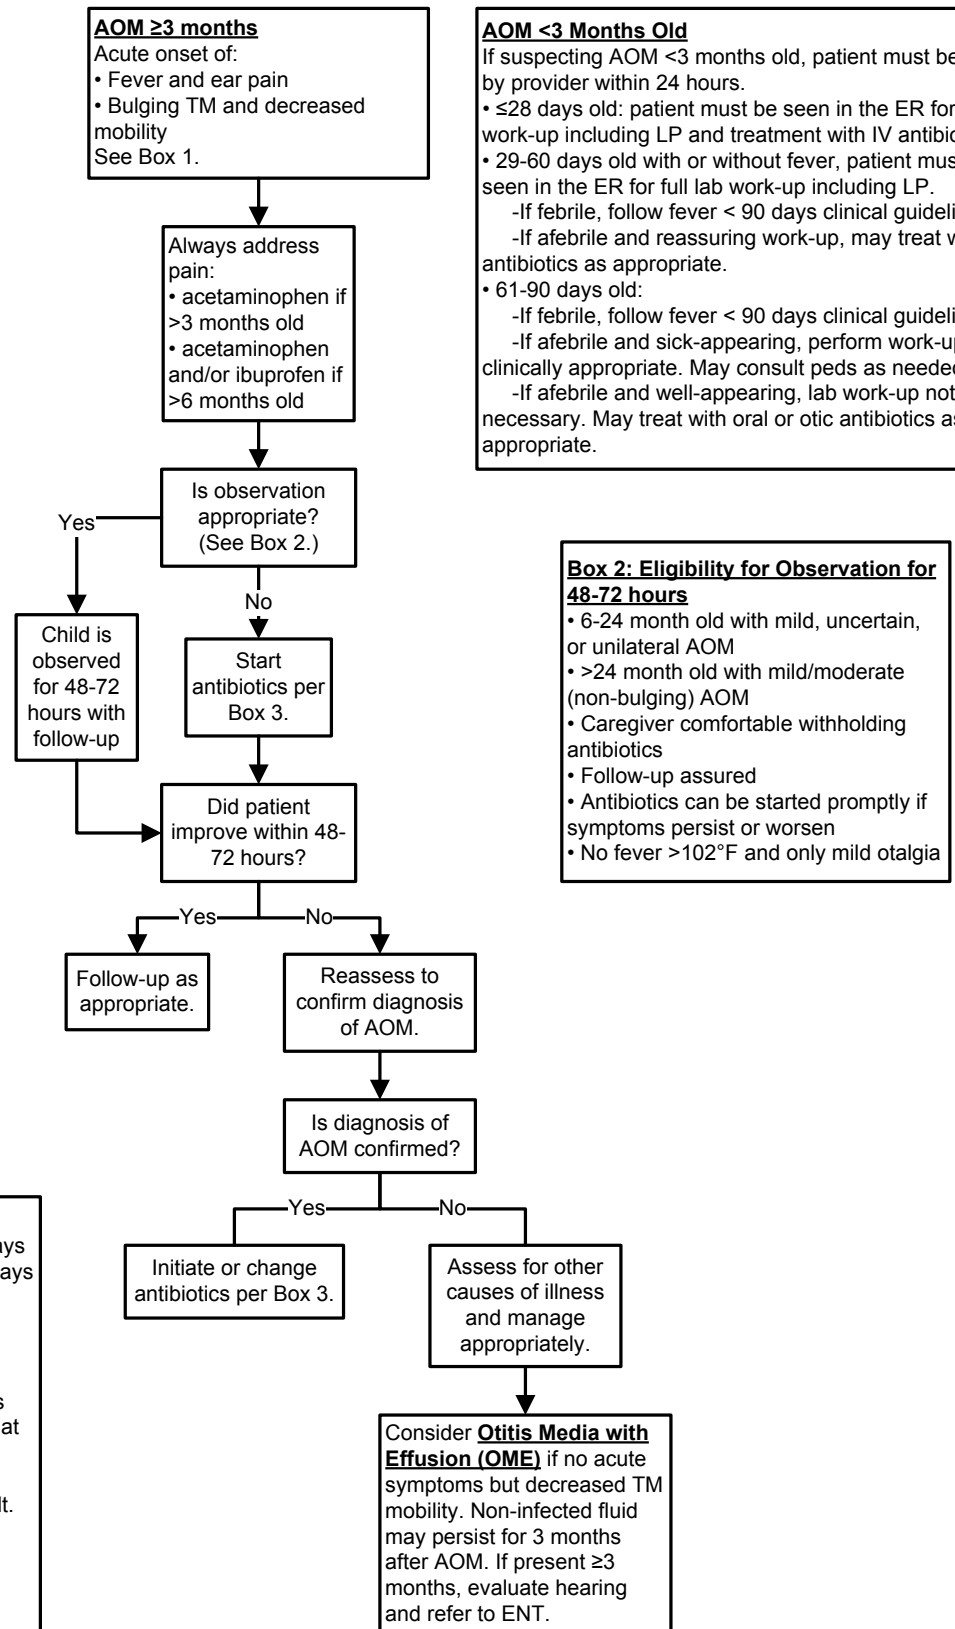 AOM ≥3 months
Acute onset of:
• Fever and ear pain
• Bulging TM and decreased
mobility
See Box 1.
Always address
pain:
• acetaminophen if
>3 months old
• acetaminophen
and/or ibuprofen if
>6 months old
Is observation
appropriate?
(See Box 2.)
Yes
No
Child is
observed
for 48-72
hours with
follow-up
Start
antibiotics per
Box 3.
Did patient
improve within 48-
72 hours?
Yes
No
Follow-up as
appropriate.
Reassess to
confirm diagnosis
of AOM.
Is diagnosis of
AOM confirmed?
Yes
No
Initiate or change
antibiotics per Box 3.
Assess for other
causes of illness
and manage
appropriately.
Consider Otitis Media with
Effusion (OME) if no acute
symptoms but decreased TM
mobility. Non-infected fluid
may persist for 3 months
after AOM. If present ≥3
months, evaluate hearing
and refer to ENT.
AOM <3 Months Old
If suspecting AOM <3 months old, patient must be
by provider within 24 hours.
• ≤28 days old: patient must be seen in the ER for
work-up including LP and treatment with IV
• 29-60 days old with or without fever, patient
seen in the ER for full lab work-up including LP.
-If febrile, follow fever < 90 days clinical
-If afebrile and reassuring work-up, may treat
antibiotics as appropriate.
• 61-90 days old:
-If febrile, follow fever < 90 days clinical
-If afebrile and sick-appearing, perform
clinically appropriate. May consult peds as needed
-If afebrile and well-appearing, lab work-up not
necessary. May treat with oral or otic antibiotics as
appropriate.
Box 2: Eligibility for Observation for
48-72 hours
• 6-24 month old with mild, uncertain,
or unilateral AOM
• >24 month old with mild/moderate
(non-bulging) AOM
• Caregiver comfortable withholding
antibiotics
• Follow-up assured
• Antibiotics can be started promptly if
symptoms persist or worsen
• No fever >102°F and only mild otalgia